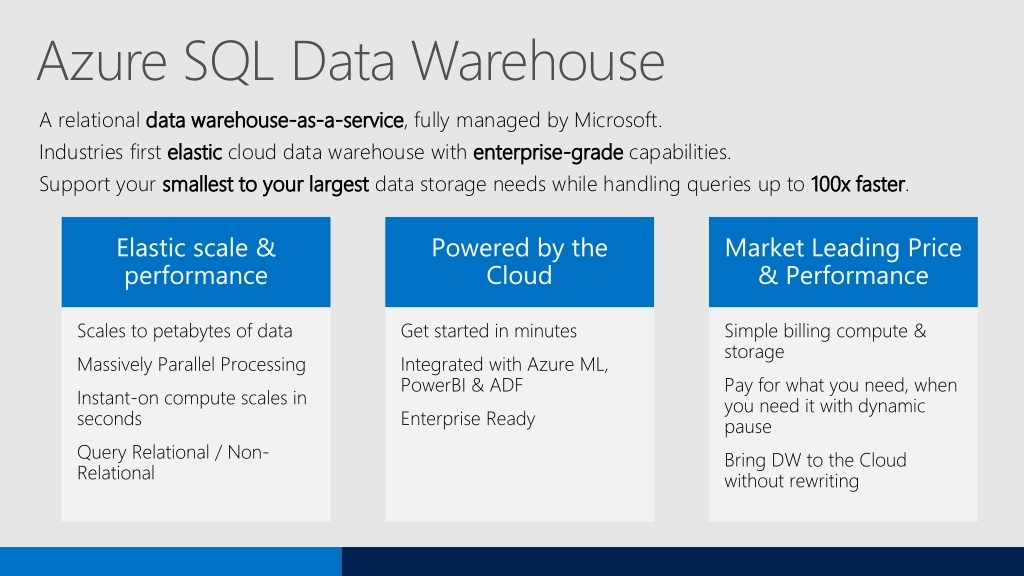 Azure SQL Data Warehouse
A relational data warehouse-as-a-service, fully managed by Microsoft.
Industries first elastic cloud data warehouse with enterprise-grade capabilities.
Support your smallest to your largest data storage needs while handling queries up to 100x faster.
Elastic scale &
performance
Scales to petabytes of data
Massively Parallel Processing
Instant-on compute scales in
seconds
Query Relational / Non-
Relational
Powered by the
Cloud
Get started in minutes
Integrated with Azure ML,
PowerBI & ADF
Enterprise Ready
Market Leading Price
& Performance
Simple billing compute &
storage
Pay for what you need, when
you need it with dynamic
pause
Bring DW to the Cloud
without rewriting